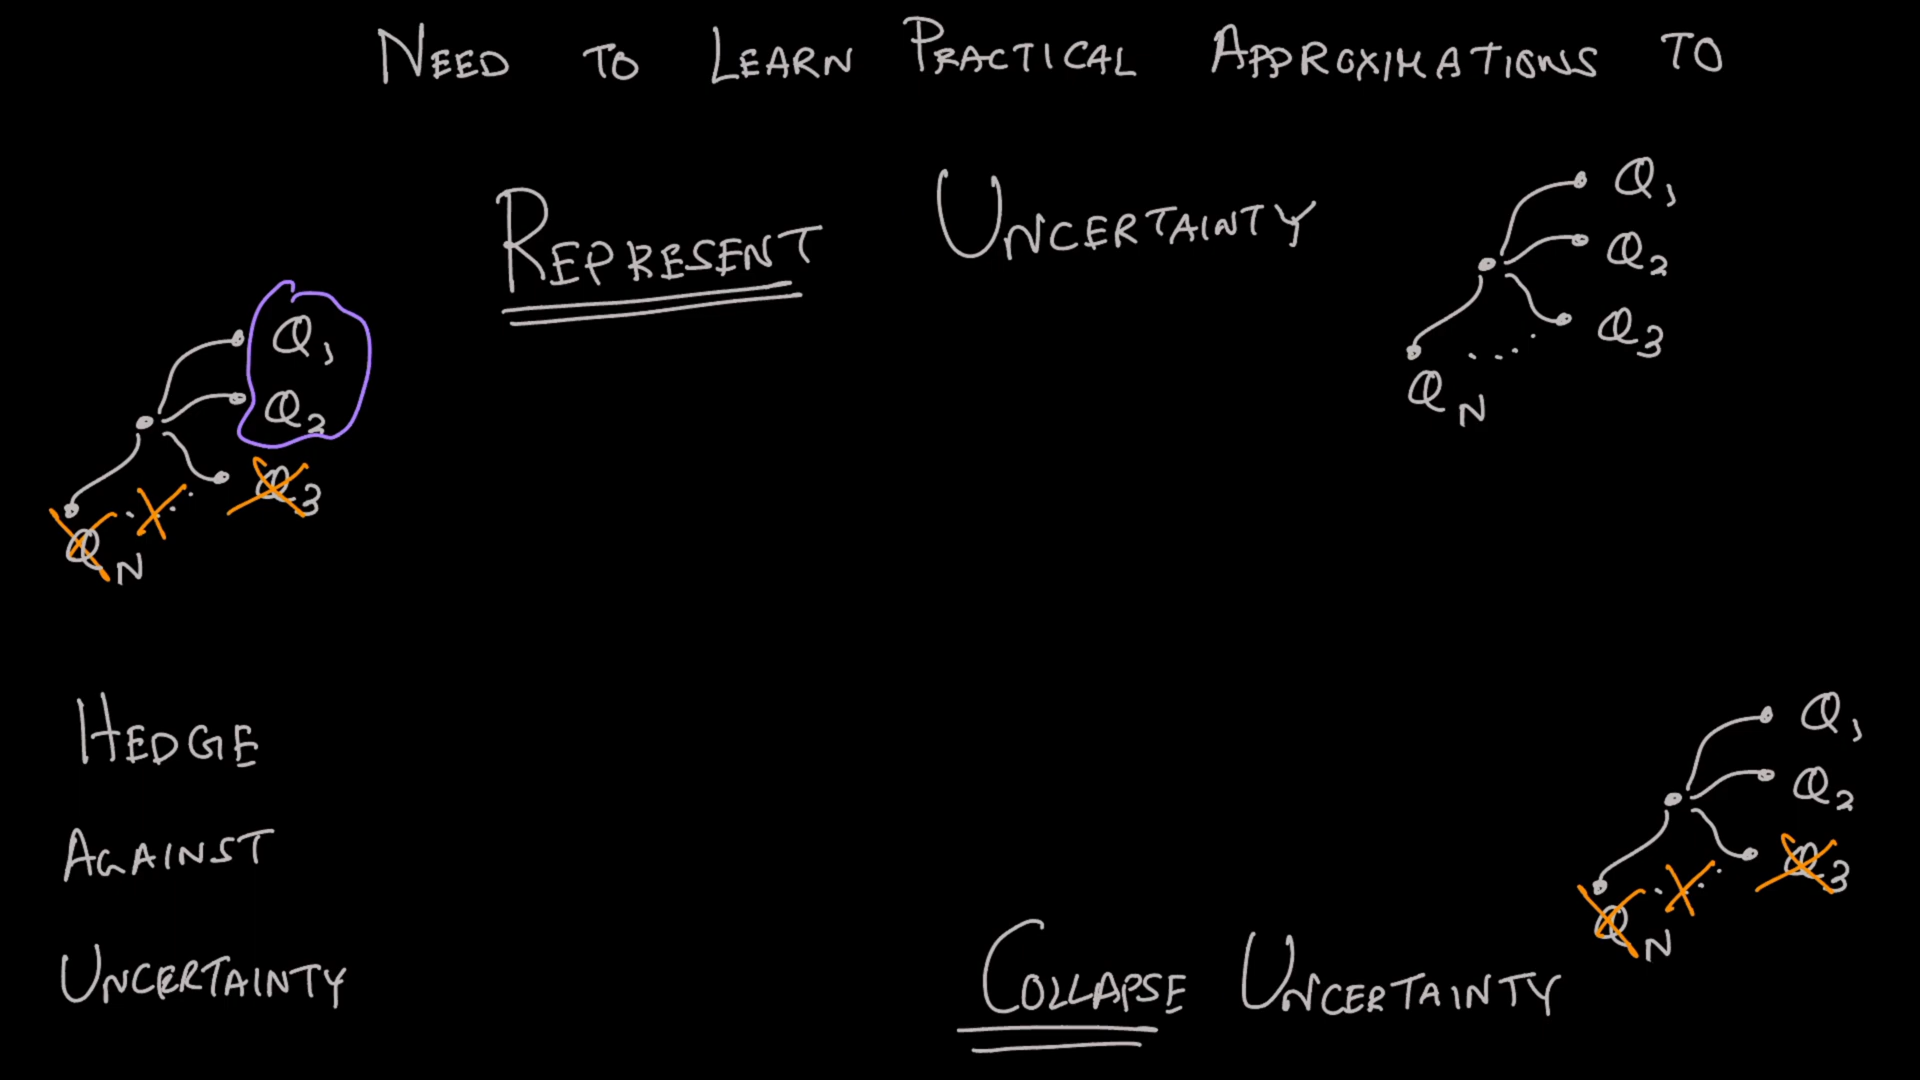 NEED TO LEARN PRACTICAL APPROXIMATIONS TO
REPRESENT UNCERTAINTY
Q1
Q2
Q3
QN
Q1
Q2
Q3
QN
HEDGE
AGAINST
UNCERTAINTY
Q1
Q2
Q3
QN
COLLAPSE UNCERTAINTY